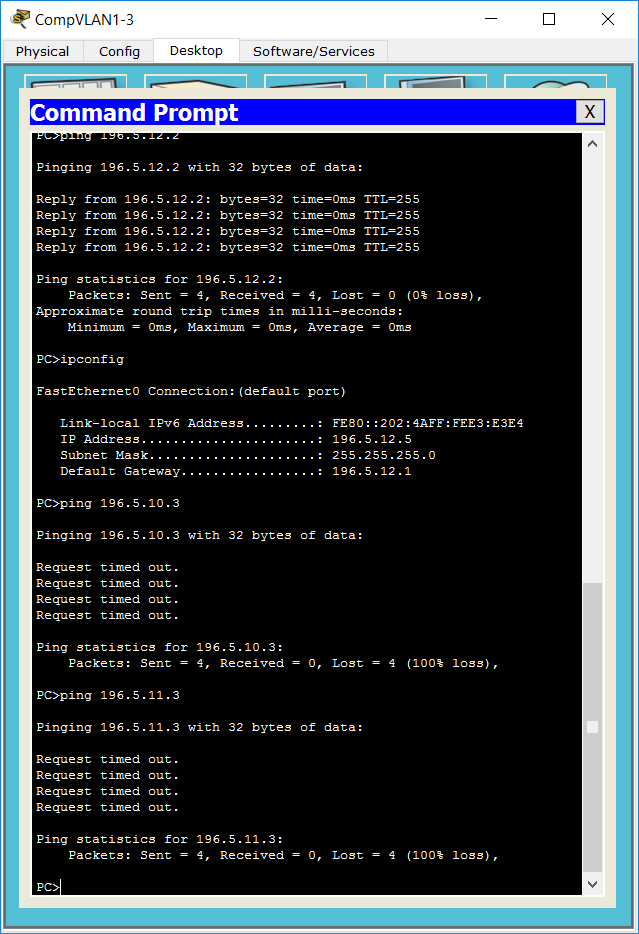 CompVLAN1-3
Physical Config Desktop Software/Services
Command Prompt X
PC>ping 196.5.12.2
Pinging 196.5.12.2 with 32 bytes of data:
Reply from 196.5.12.2: bytes=32 time=0ms TTL=255
Reply from 196.5.12.2: bytes=32 time=0ms TTL=255
Reply from 196.5.12.2: bytes=32 time=0ms TTL=255
Reply from 196.5.12.2: bytes=32 time=0ms TTL=255
Ping statistics for 196.5.12.2:
Packets: Sent = 4, Received = 4, Lost = 0 (0% loss),
Approximate round trip times in milli-seconds:
Minimum = 0ms, Maximum = 0ms, Average = 0ms
PC>ipconfig
FastEthernet0 Connection:(default port)
Link-local IPv6 Address.........: FE80::202:4AFF:FEE3:E3E4
IP Address......................: 196.5.12.5
Subnet Mask.....................: 255.255.255.0
Default Gateway.................: 196.5.12.1
PC>ping 196.5.10.3
Pinging 196.5.10.3 with 32 bytes of data:
Request timed out.
Request timed out.
Request timed out.
Request timed out.
Ping statistics for 196.5.10.3:
Packets: Sent = 4, Received = 0, Lost = 4 (100% loss),
PC>ping 196.5.11.3
Pinging 196.5.11.3 with 32 bytes of data:
Request timed out.
Request timed out.
Request timed out.
Request timed out.
Ping statistics for 196.5.11.3:
Packets: Sent = 4, Received = 0, Lost = 4 (100% loss),
PC>